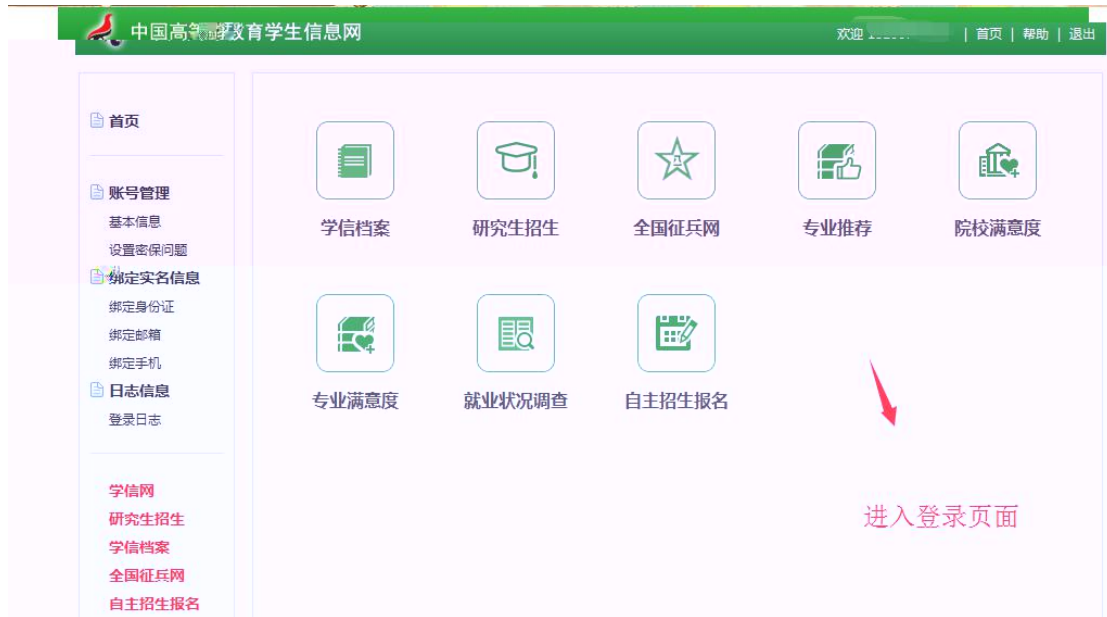 中国高等教育学生信息网
欢迎 | 首页 | 帮助 | 退出
首页
账号管理
基本信息
设置密保问题
绑定实名信息
绑定身份证
绑定邮箱
绑定手机
日志信息
登录日志
学信网
研究生招生
学信档案
全国征兵网
自主招生报名
学信档案 研究生招生 全国征兵网 专业推荐 院校满意度
专业满意度 就业状况调查 自主招生报名
进入登录页面